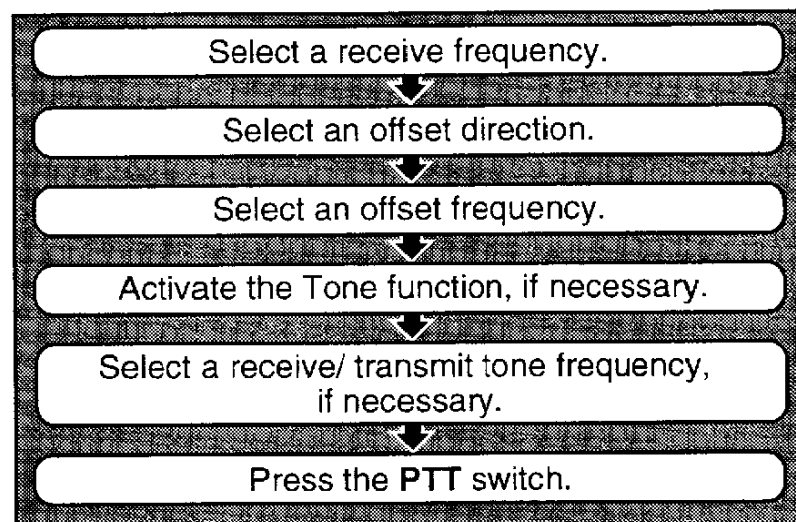 Select a receive frequency.
Select an offset direction.
Select an offset frequency.
Activate the Tone function, if necessary.
Select a receive/ transmit tone frequency,
if necessary.
Press the PTT switch.